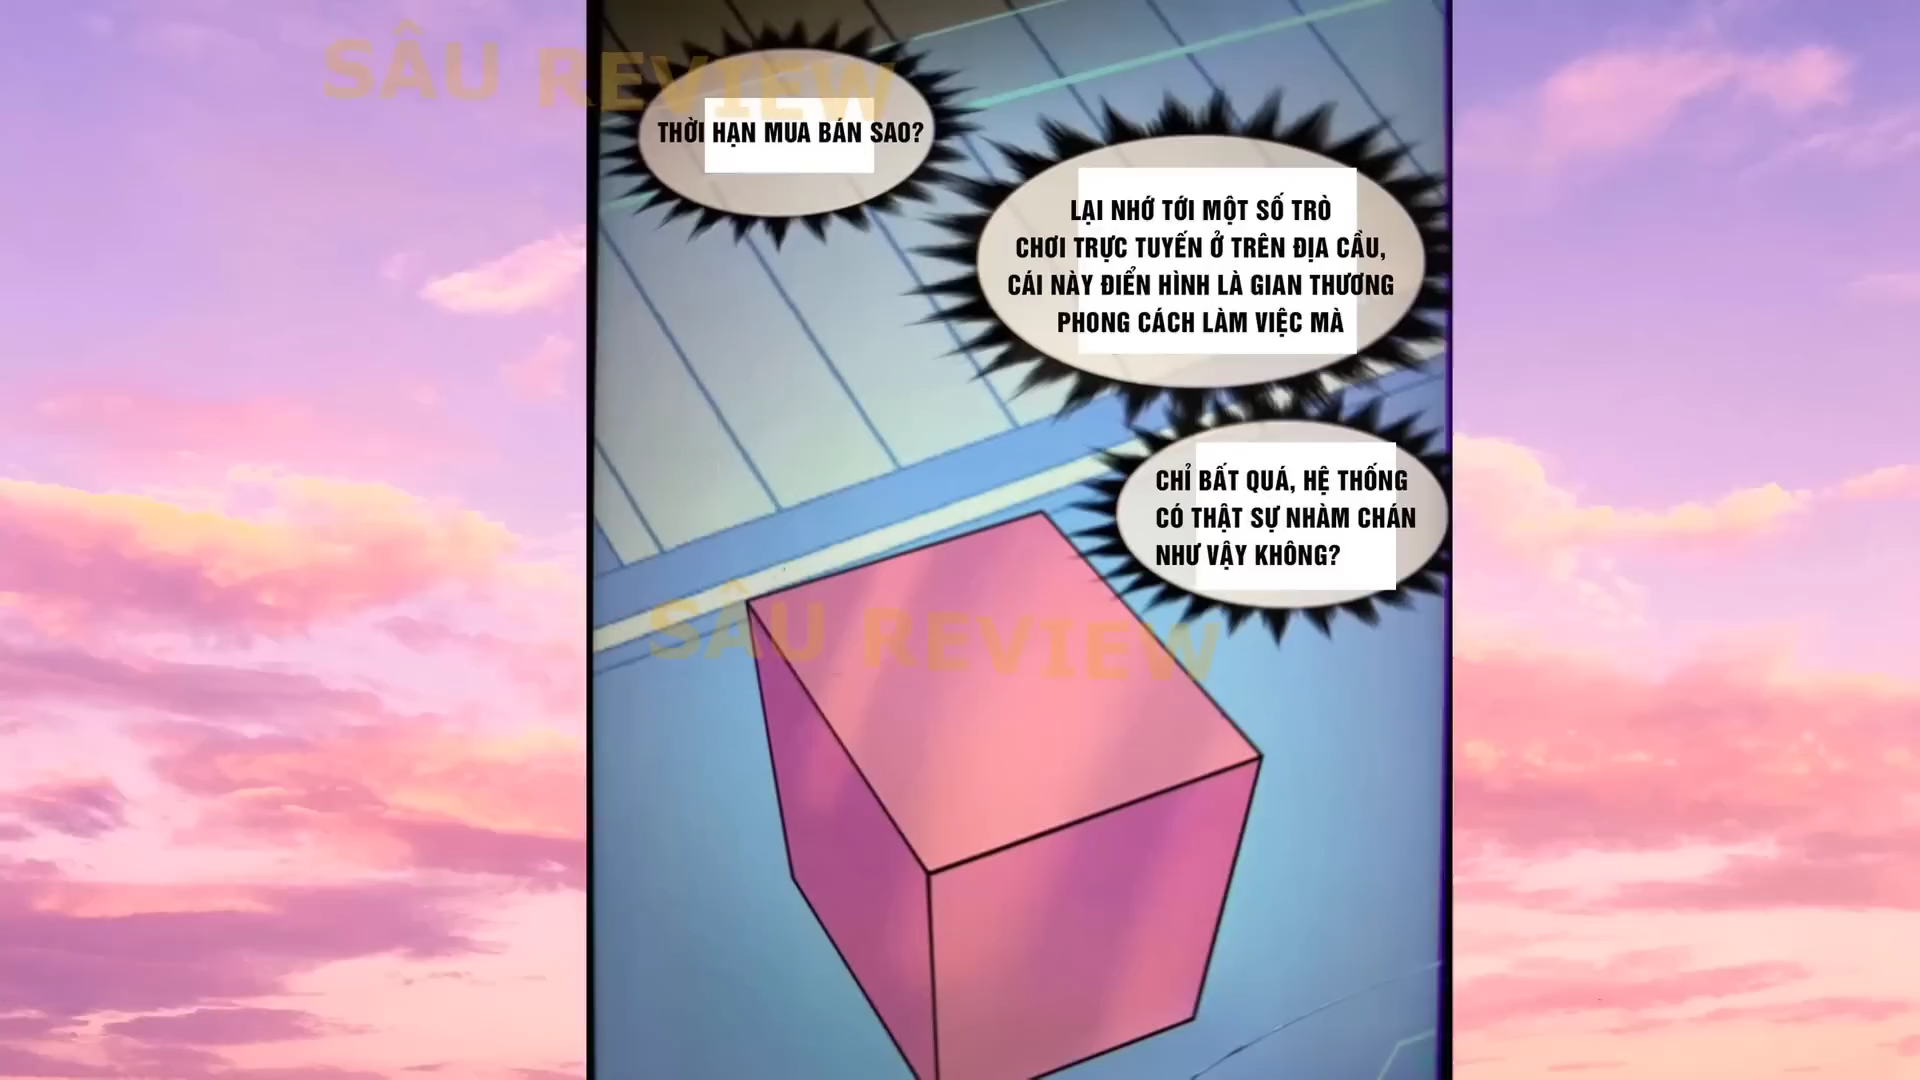 SÂU REVIEW
THỜI HẠN MUA BÁN SAO?
LẠI NHỚ TỚI MỘT SỐ TRÒ
CHƠI TRỰC TUYẾN Ở TRÊN ĐỊA CẦU,
CÁI NÀY ĐIỂN HÌNH LÀ GIAN THƯƠNG
PHONG CÁCH LÀM VIỆC MÀ
CHỈ BẤT QUÁ, HỆ THỐNG
CÓ THẬT SỰ NHÀM CHÁN
NHƯ VẬY KHÔNG?
SÂU REVIEW